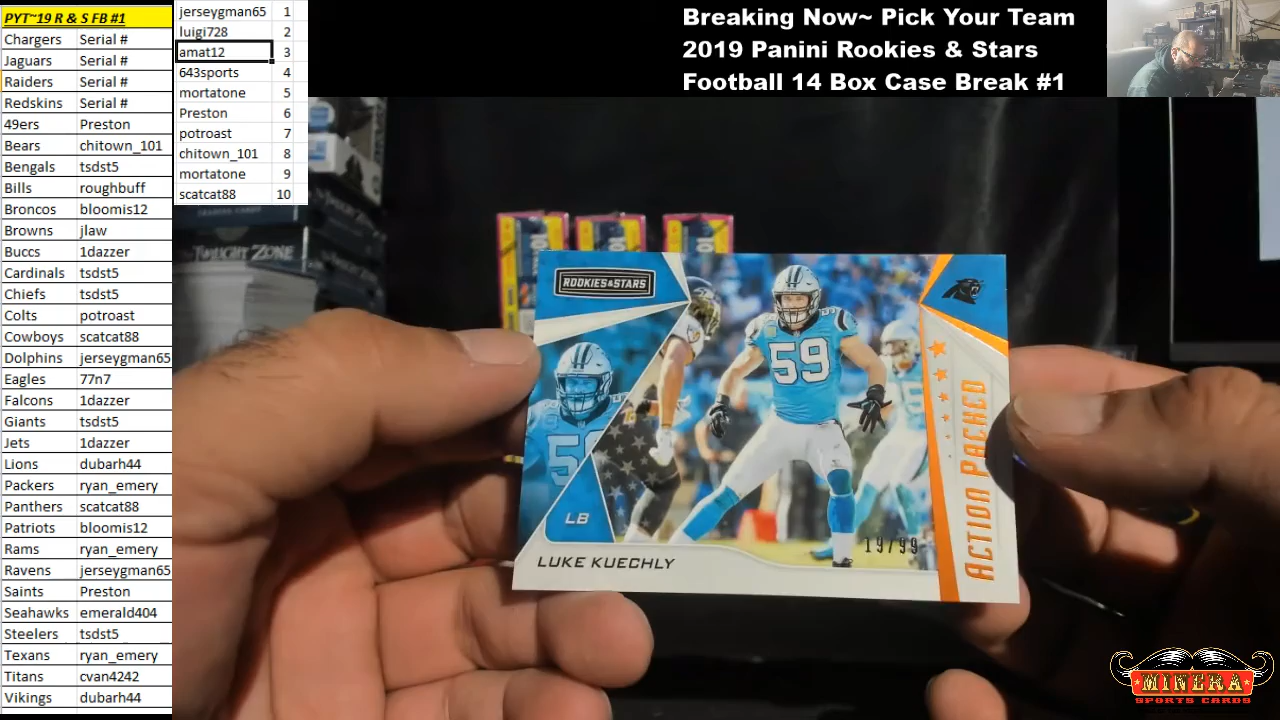 PYT~19 R & S FB #1
Chargers Serial #
Jaguars Serial #
Raiders Serial #
Redskins Serial #
49ers Preston
Bears chitown_101
Bengals tsdst5
Bills roughbuff
Broncos bloomis12
Browns jlaw
Buccs 1dazzer
Cardinals tsdst5
Chiefs tsdst5
Colts potroast
Cowboys scatcat88
Dolphins jerseygman65
Eagles 77n7
Falcons 1dazzer
Giants tsdst5
Jets 1dazzer
Lions dubarh44
Packers ryan_emery
Panthers scatcat88
Patriots bloomis12
Rams ryan_emery
Ravens jerseygman65
Saints Preston
Seahawks emerald404
Steelers tsdst5
Texans ryan_emery
Titans cvan4242
Vikings dubarh44
jerseygman65 1
luigi728 2
amat12 3
643sports 4
mortatone 5
Preston 6
potroast 7
chitown_101 8
mortatone 9
scatcat88 10
Breaking Now~ Pick Your Team
2019 Panini Rookies & Stars
Football 14 Box Case Break #1
TRADING CARDS
TWILIGHT ZONE
ROOKIES & STARS
59
LB
LUKE KUECHLY
19/99
ACTION PACKED
MINERA
SPORTS CARDS